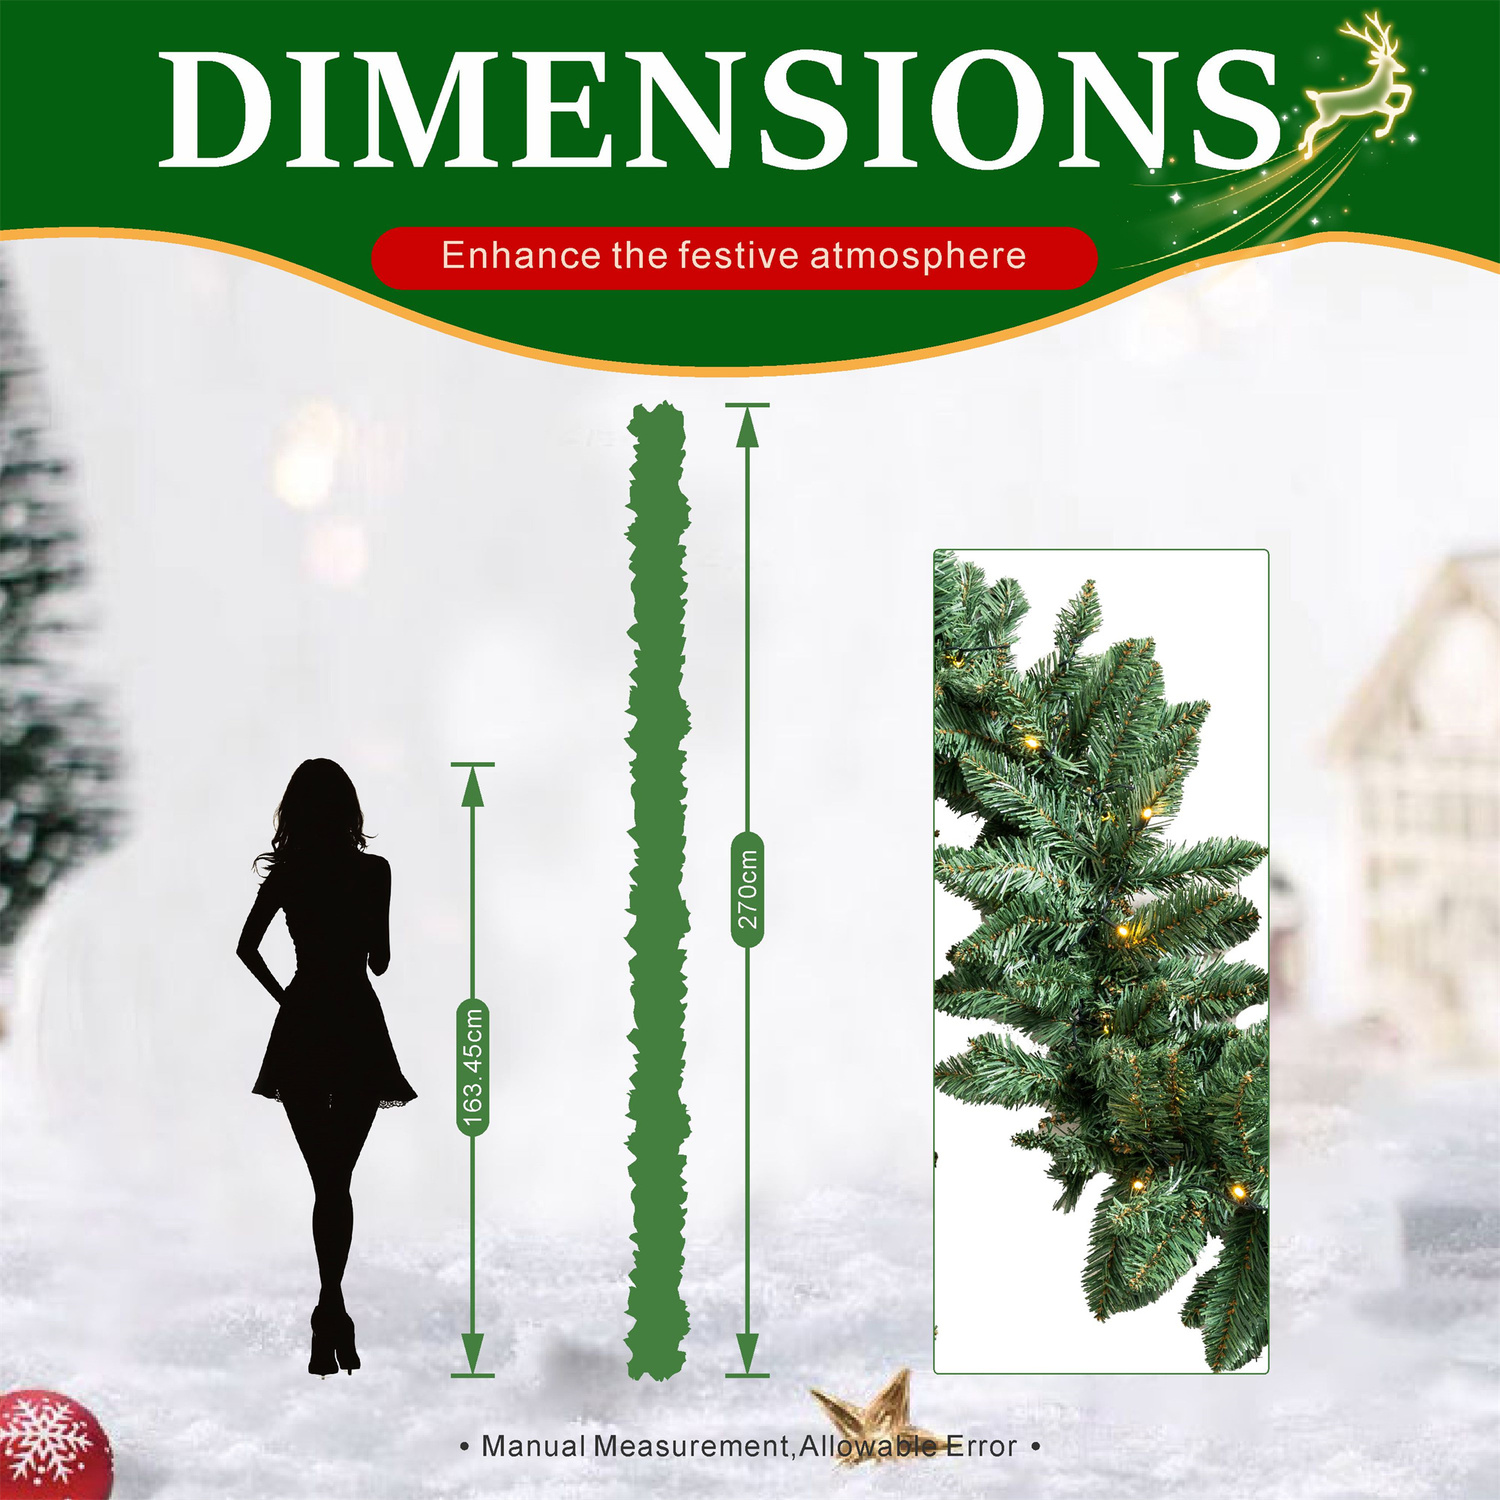 DIMENSIONS
Enhance the festive atmosphere
270cm
163.45cm
• Manual Measurement,Allowable Error •